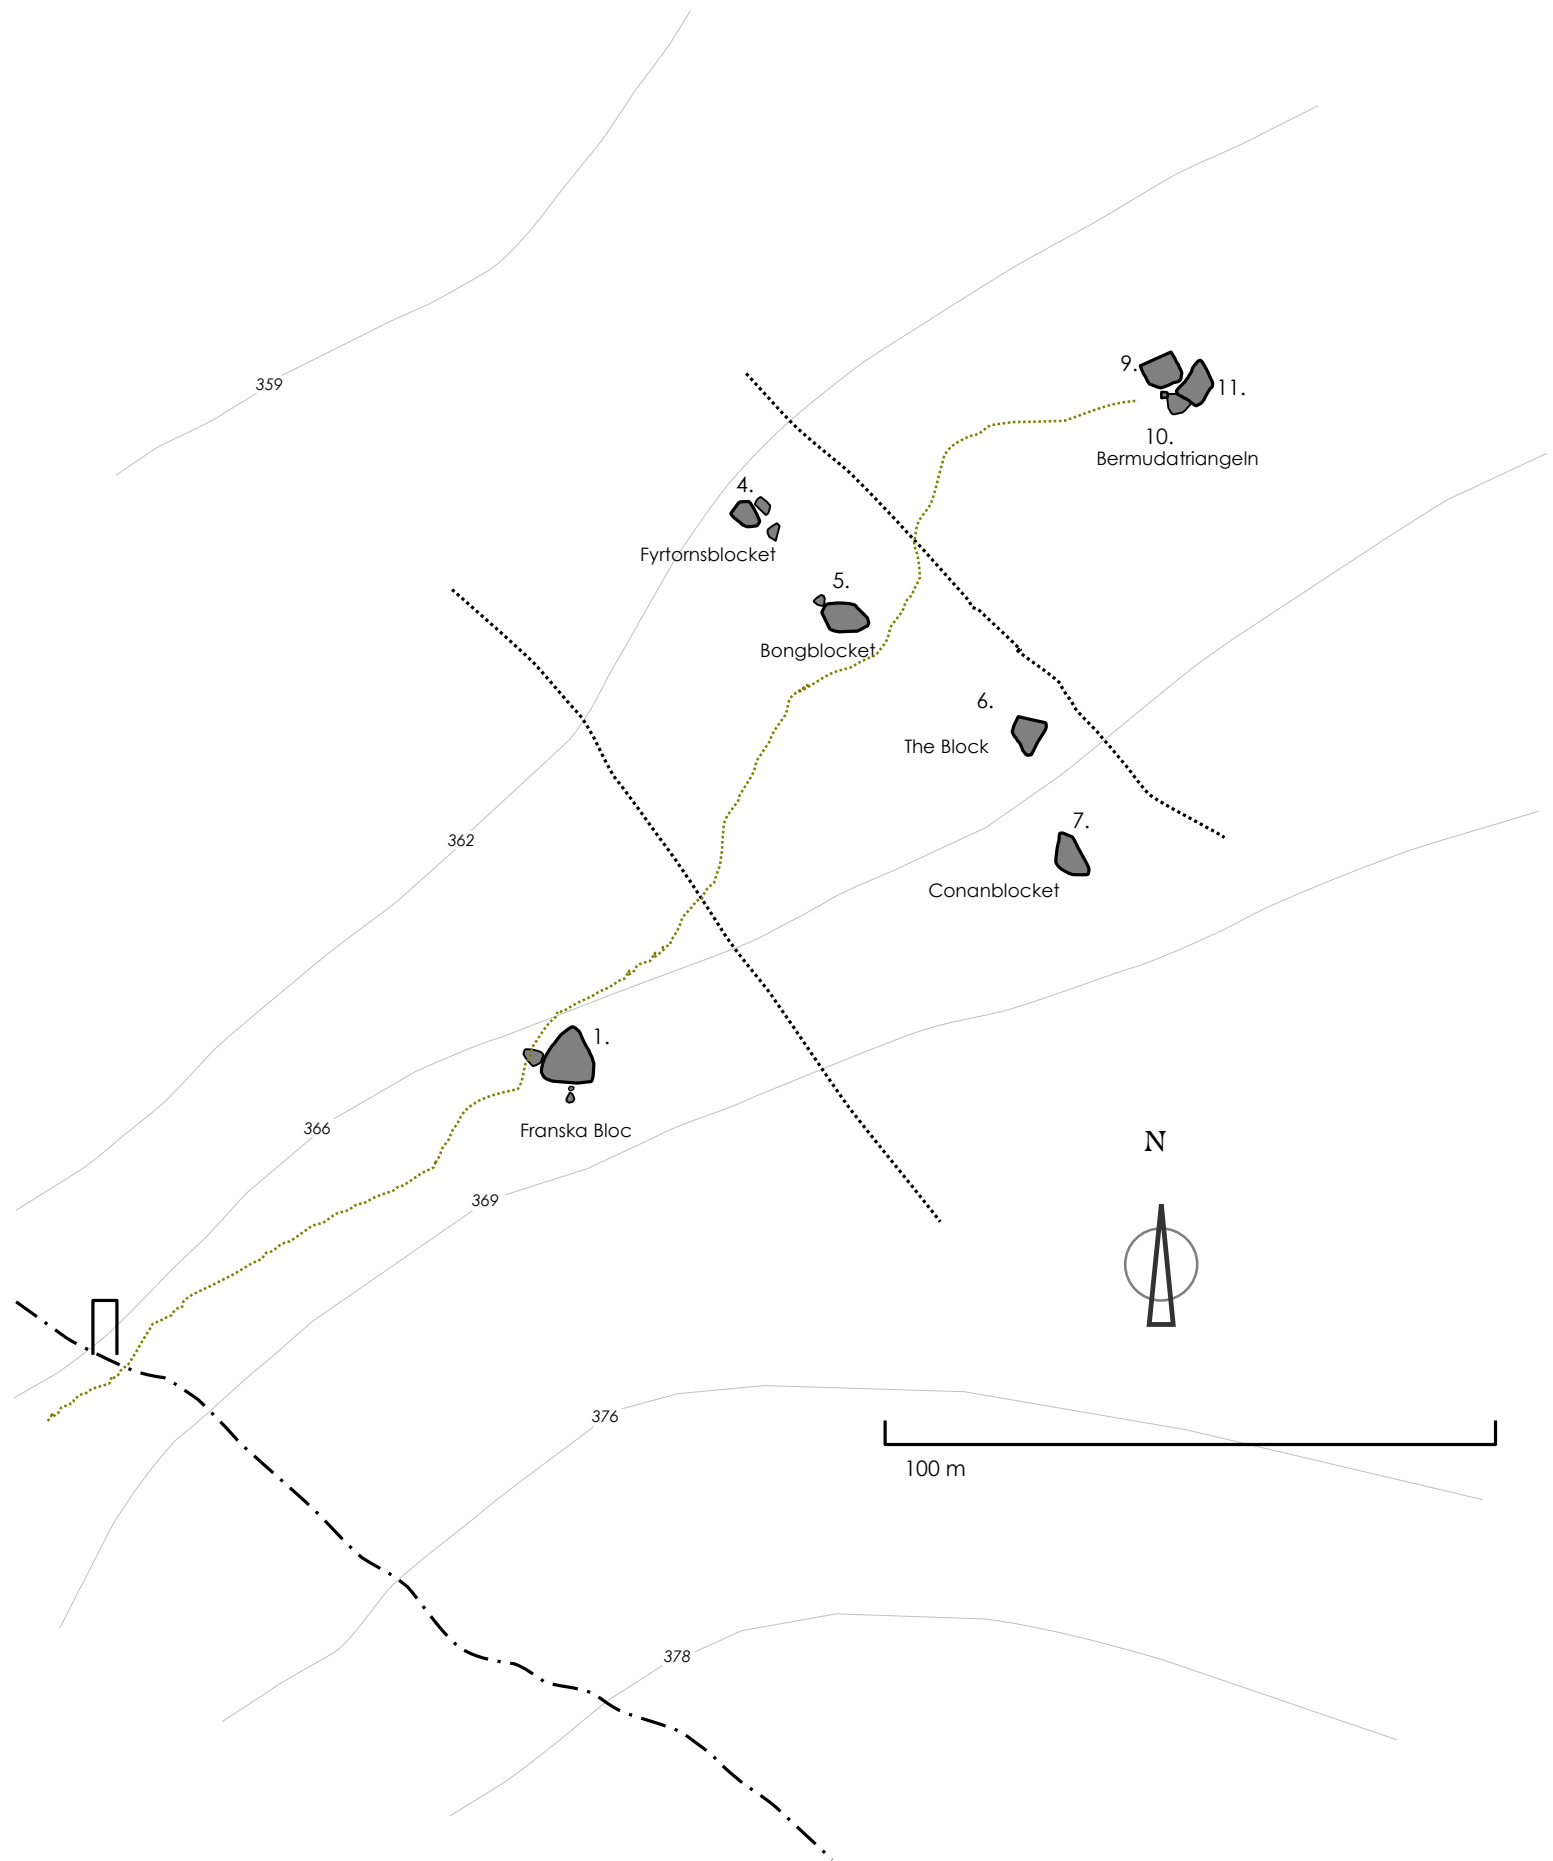 359
9.
11.
10.
Bermudatriangeln
4.
Fyrtornsblocket
5.
Bongblocket
6.
The Block
7.
Conanblocket
362
1.
Franska Bloc
366
369
N
376
100 m
378